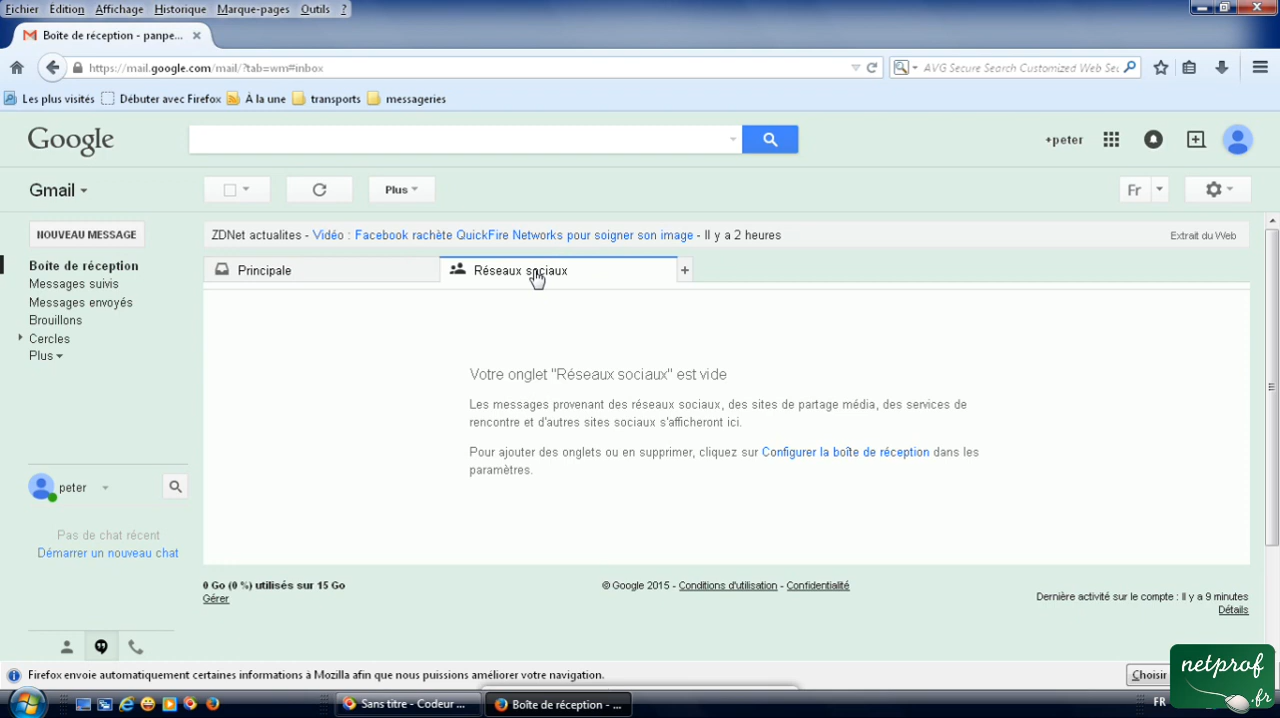 Fichier Édition Affichage Historique Marque-pages Outils ?
Boîte de réception - panpe...
https://mail.google.com/mail/?tab=wm#inbox
AVG Secure Search Customized Web Sea
Les plus visités Débuter avec Firefox À la une transports messageries
Google
+peter
Gmail
Plus
Fr
NOUVEAU MESSAGE
ZDNet actualites - Vidéo : Facebook rachète QuickFire Networks pour soigner son image - Il y a 2 heures
Extrait du Web
Boîte de réception
Messages suivis
Messages envoyés
Brouillons
Cercles
Plus
Principale
Réseaux sociaux
+
Votre onglet "Réseaux sociaux" est vide
Les messages provenant des réseaux sociaux, des sites de partage média, des services de
rencontre et d'autres sites sociaux s'afficheront ici.
Pour ajouter des onglets ou en supprimer, cliquez sur Configurer la boîte de réception dans les
paramètres.
peter
Pas de chat récent
Démarrer un nouveau chat
0 Go (0 %) utilisés sur 15 Go
Gérer
© Google 2015 - Conditions d'utilisation - Confidentialité
Dernière activité sur le compte : Il y a 9 minutes
Détails
Firefox envoie automatiquement certaines informations à Mozilla afin que nous puissions améliorer votre navigation.
Choisir
Sans titre - Codeur ...
Boîte de réception - ...
FR
netprof
.fr